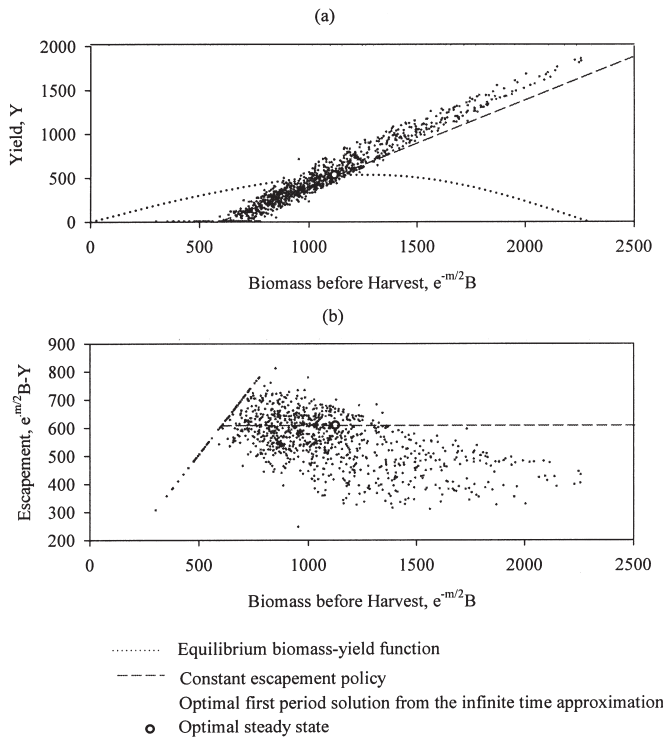 (a)
Yield, Y
2000
1500
1000
500
0
0 500 1000 1500 2000 2500
Biomass before Harvest, e^-m/2B
(b)
Escapement, e^-m/2B-Y
900
800
700
600
500
400
300
200
0 500 1000 1500 2000 2500
Biomass before Harvest, e^-m/2B
Equilibrium biomass-yield function
Constant escapement policy
Optimal first period solution from the infinite time approximation
Optimal steady state